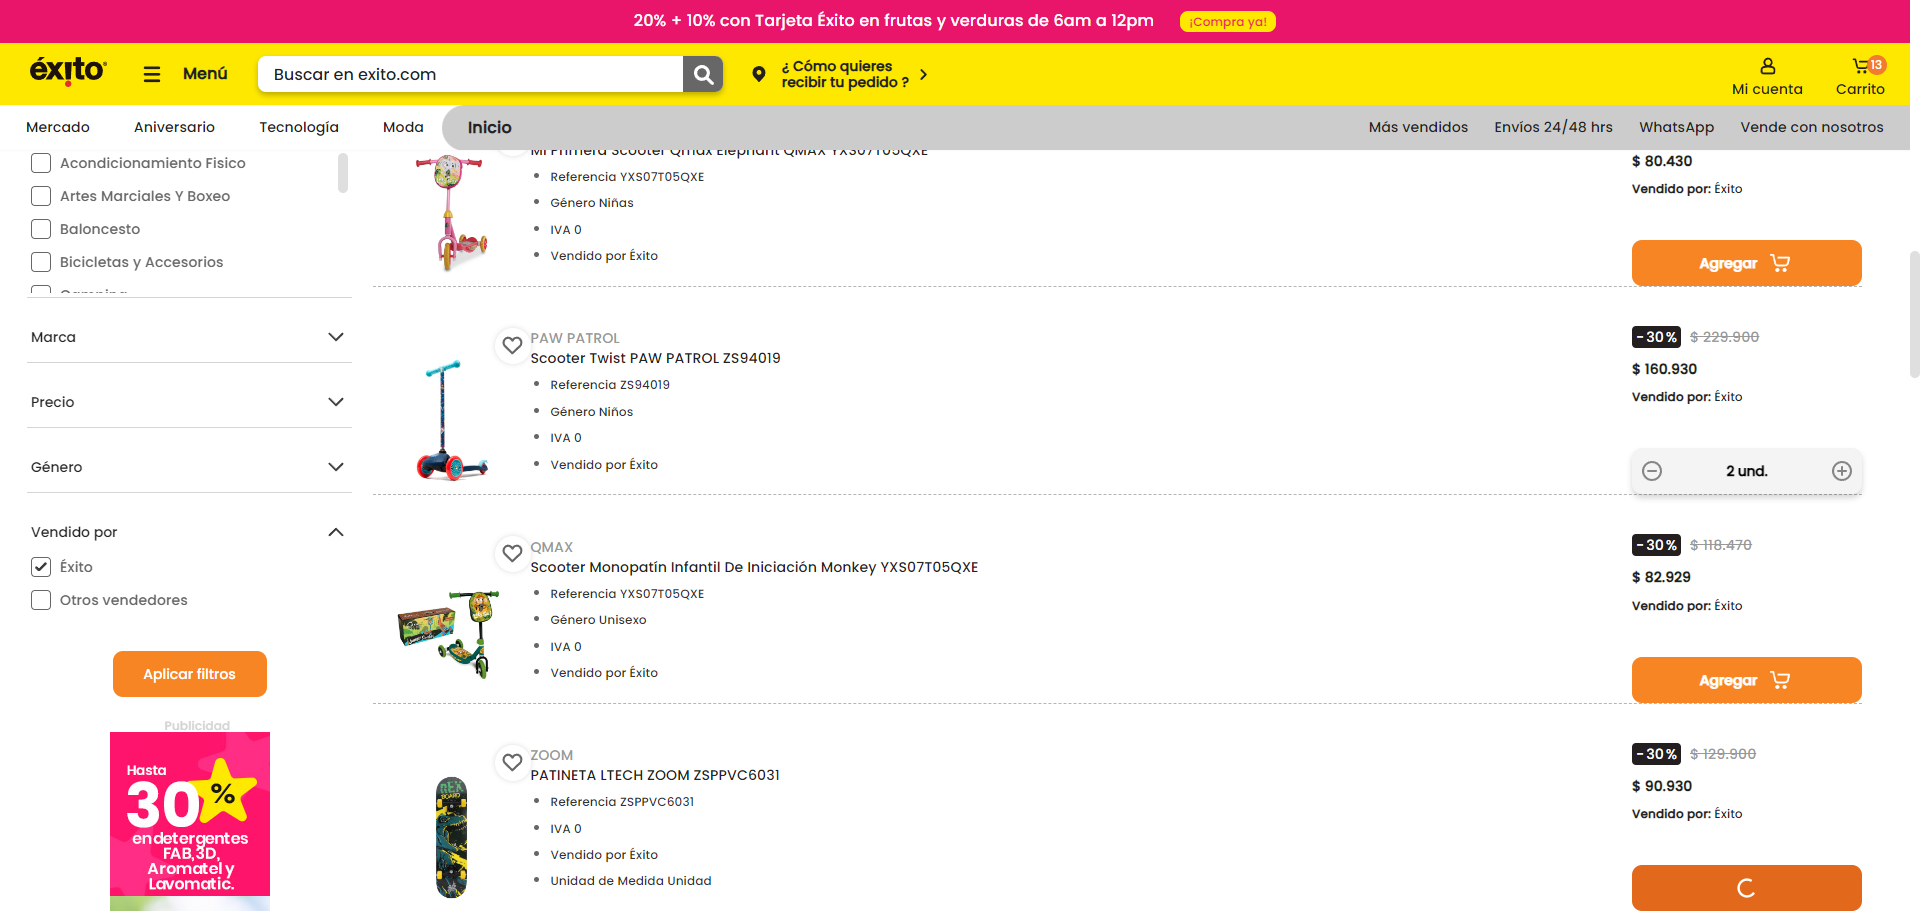 20% + 10% con Tarjeta Éxito en frutas y verduras de 6am a 12pm
¡Compra ya!
éxito
Menú
Buscar en exito.com
¿ Cómo quieres
recibir tu pedido ?
Mi cuenta
13
Carrito
Mercado
Aniversario
Tecnología
Moda
Inicio
Más vendidos
Envíos 24/48 hrs
WhatsApp
Vende con nosotros
Acondicionamiento Fisico
Artes Marciales Y Boxeo
Baloncesto
Bicicletas y Accesorios
Camping
Marca
Precio
Género
Vendido por
Éxito
Otros vendedores
Aplicar filtros
Publicidad
Hasta
30%
en detergentes
FAB,3D,
Aromatel y
Lavomatic.
Mi Primera Scooter Qmax Elephant QMAX YXS07T05QXE
Referencia YXS07T05QXE
Género Niñas
IVA 0
Vendido por Éxito
$ 80.430
Vendido por: Éxito
Agregar
PAW PATROL
Scooter Twist PAW PATROL ZS94019
Referencia ZS94019
Género Niños
IVA 0
Vendido por Éxito
-30%
$ 229.900
$ 160.930
Vendido por: Éxito
2 und.
QMAX
Scooter Monopatín Infantil De Iniciación Monkey YXS07T05QXE
Referencia YXS07T05QXE
Género Unisexo
IVA 0
Vendido por Éxito
-30%
$ 118.470
$ 82.929
Vendido por: Éxito
Agregar
ZOOM
PATINETA LTECH ZOOM ZSPPVC6031
Referencia ZSPPVC6031
IVA 0
Vendido por Éxito
Unidad de Medida Unidad
-30%
$ 129.900
$ 90.930
Vendido por: Éxito